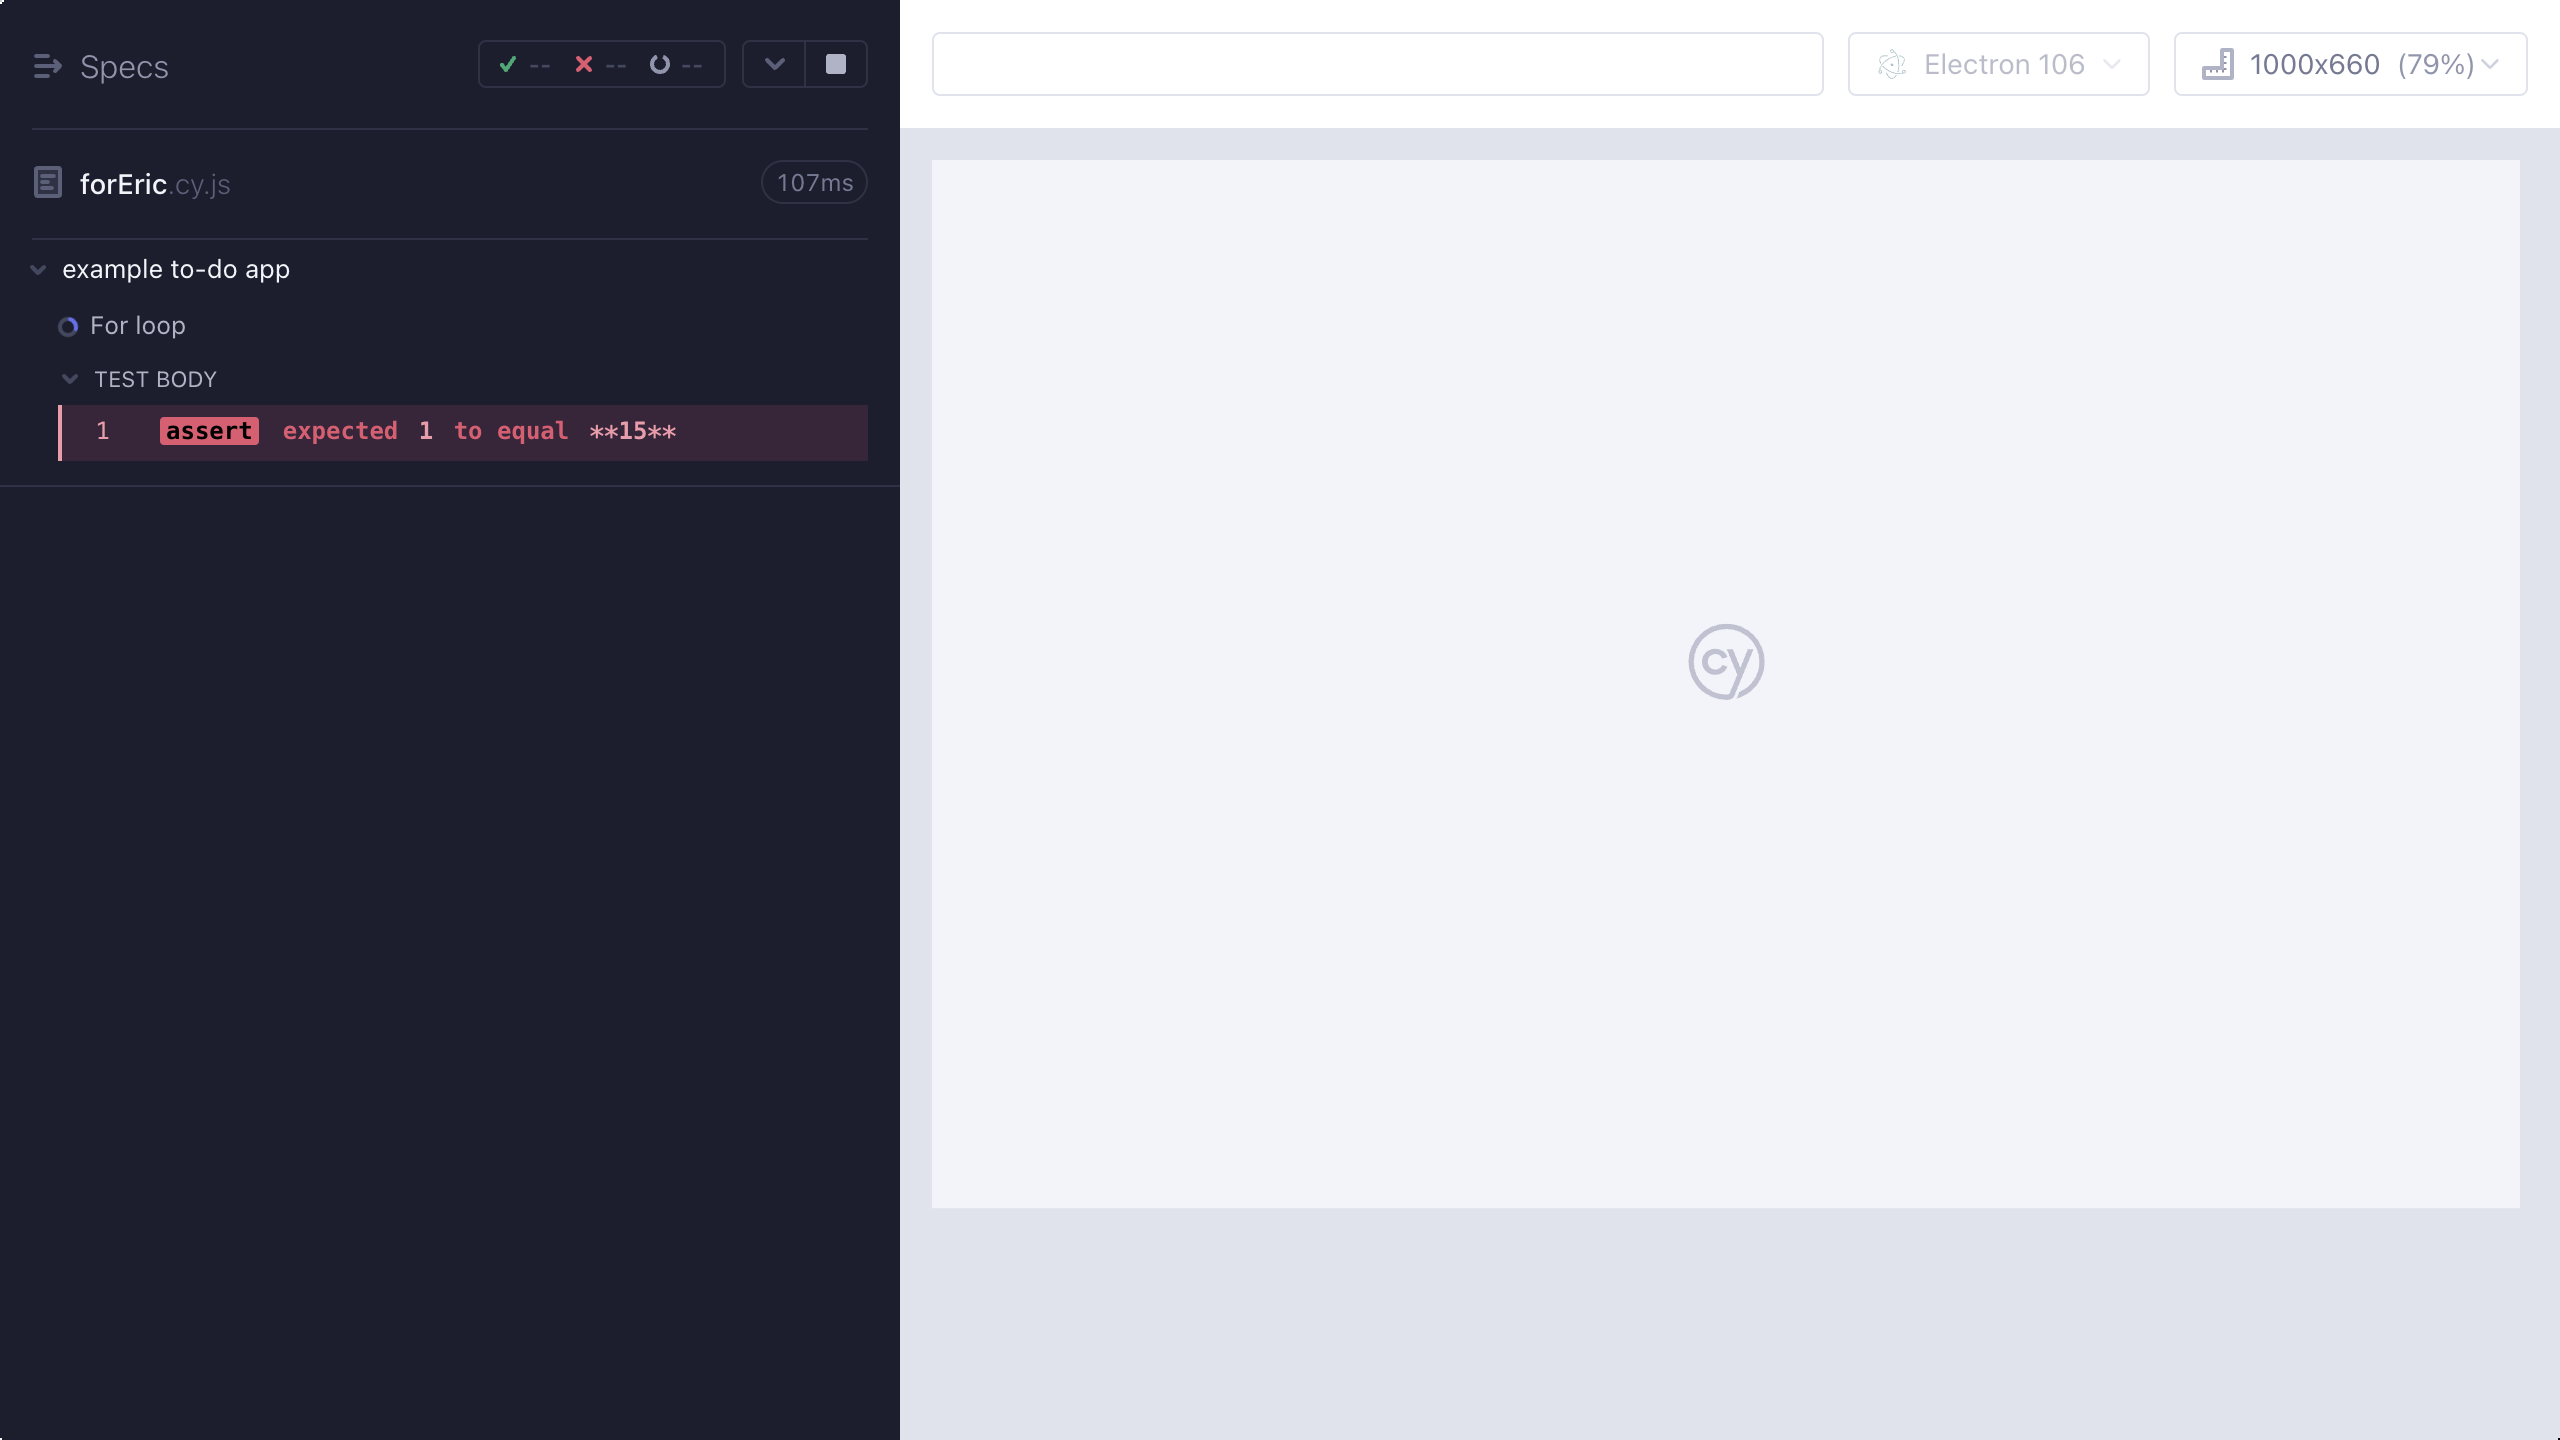 Specs
-- -- --
forEric.cy.js
107ms
example to-do app
For loop
TEST BODY
1 assert expected 1 to equal **15**
Electron 106
1000x660 (79%)
cy